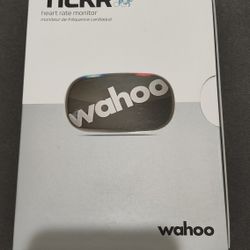 TICKR
heart rate monitor
moniteur de fréquence cardiaque
wahoo
wahoo